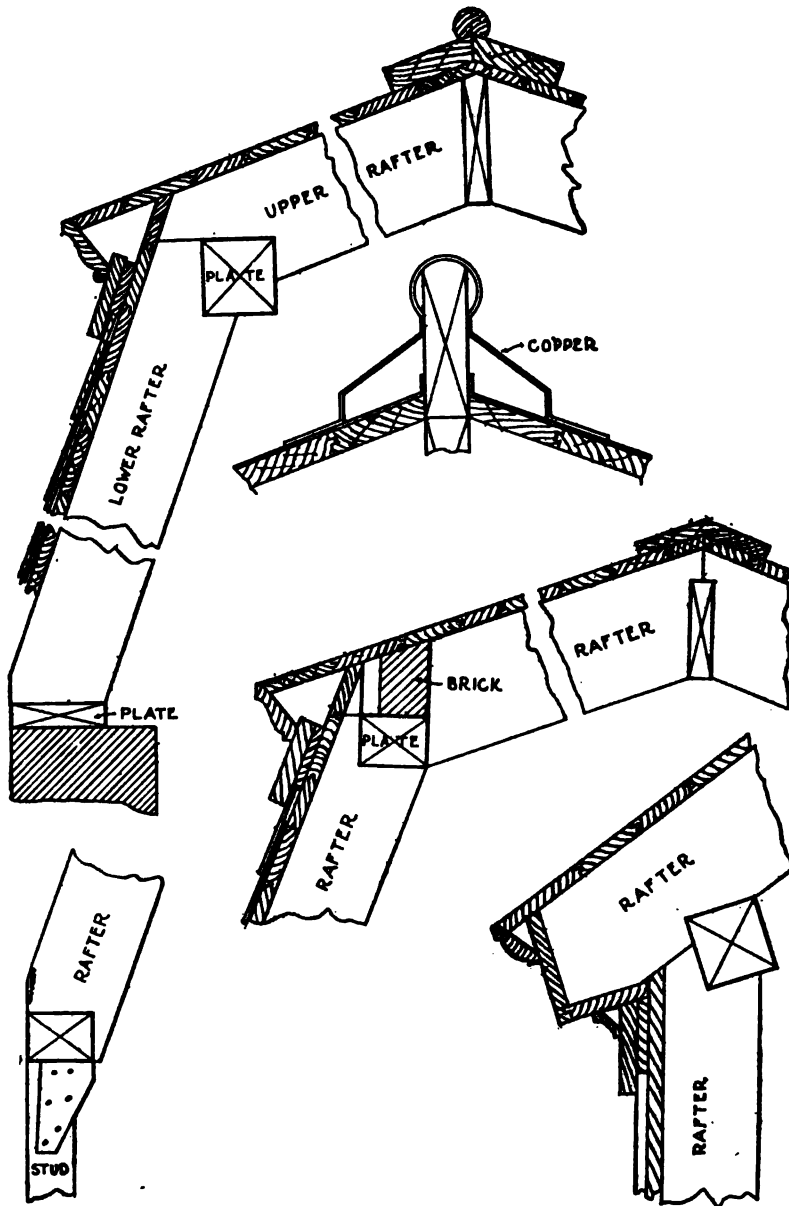 UPPER RAFTER
PLATE
COPPER
LOWER RAFTER
RAFTER
BRICK
PLATE
PLATE
RAFTER
RAFTER
RAFTER
RAFTER
STUD